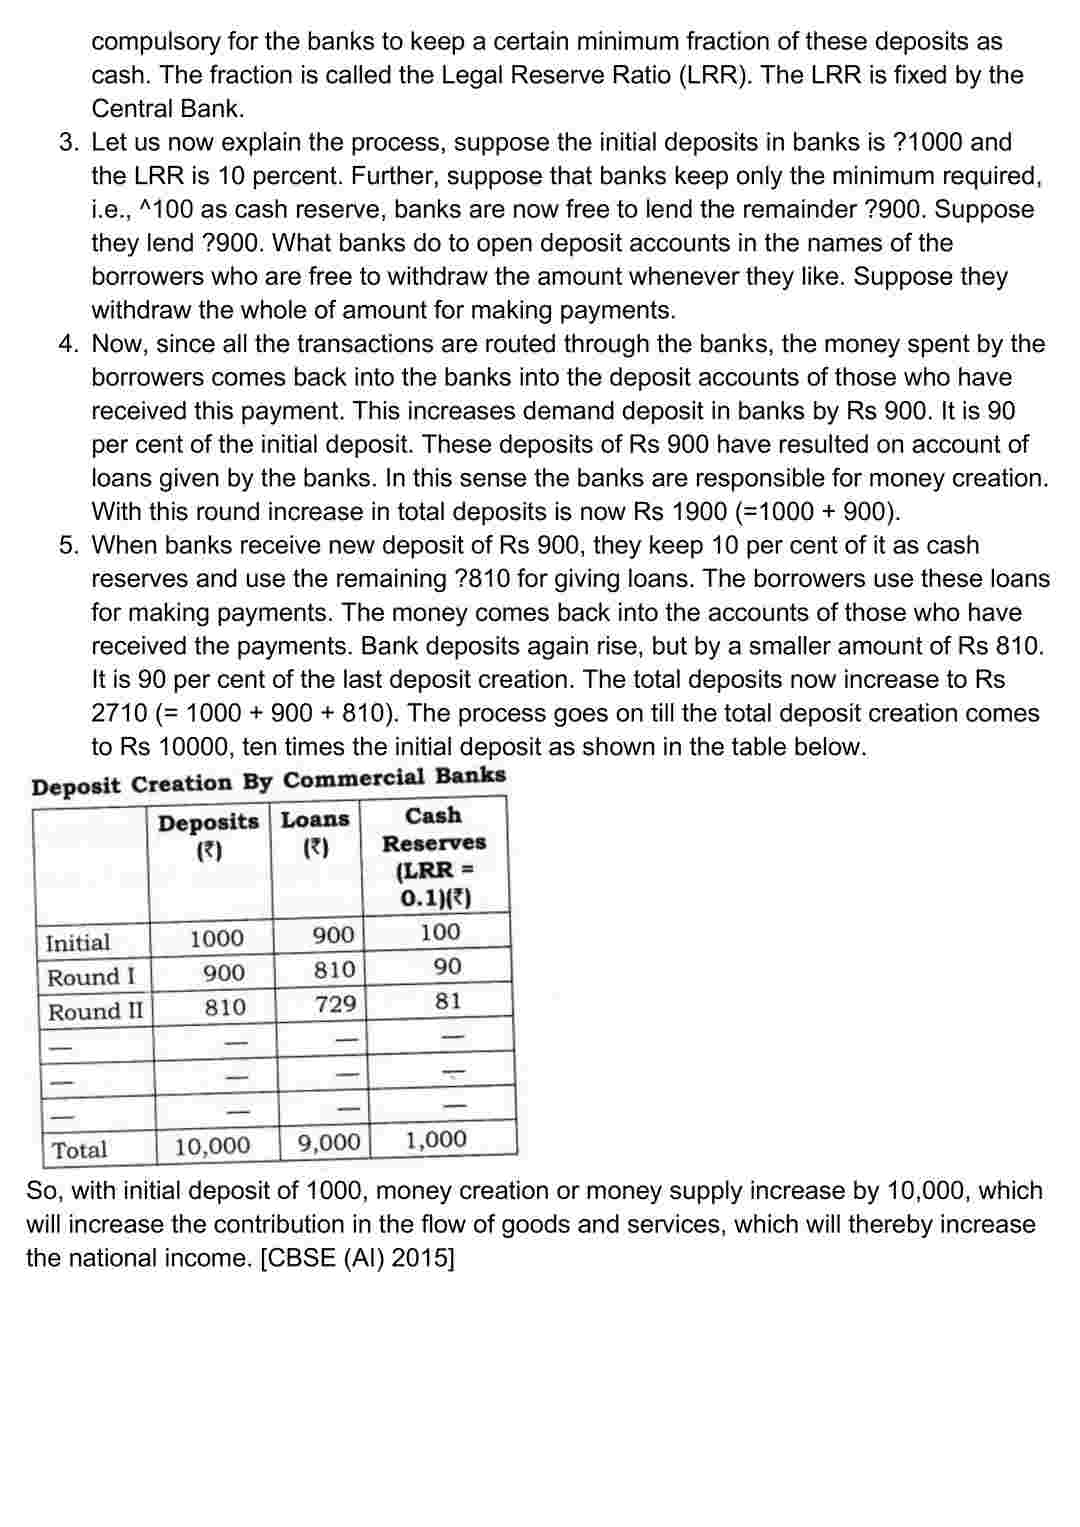 compulsory for the banks to keep a certain minimum fraction of these deposits as
cash. The fraction is called the Legal Reserve Ratio (LRR). The LRR is fixed by the
Central Bank.
3. Let us now explain the process, suppose the initial deposits in banks is ?1000 and
the LRR is 10 percent. Further, suppose that banks keep only the minimum required,
i.e., ^100 as cash reserve, banks are now free to lend the remainder ?900. Suppose
they lend ?900. What banks do to open deposit accounts in the names of the
borrowers who are free to withdraw the amount whenever they like. Suppose they
withdraw the whole of amount for making payments.
4. Now, since all the transactions are routed through the banks, the money spent by the
borrowers comes back into the banks into the deposit accounts of those who have
received this payment. This increases demand deposit in banks by Rs 900. It is 90
per cent of the initial deposit. These deposits of Rs 900 have resulted on account of
loans given by the banks. In this sense the banks are responsible for money creation.
With this round increase in total deposits is now Rs 1900 (=1000 + 900).
5. When banks receive new deposit of Rs 900, they keep 10 per cent of it as cash
reserves and use the remaining ?810 for giving loans. The borrowers use these loans
for making payments. The money comes back into the accounts of those who have
received the payments. Bank deposits again rise, but by a smaller amount of Rs 810.
It is 90 per cent of the last deposit creation. The total deposits now increase to Rs
2710 (= 1000 + 900 + 810). The process goes on till the total deposit creation comes
to Rs 10000, ten times the initial deposit as shown in the table below.
Deposit Creation By Commercial Banks
Deposits Loans Cash
(₹) (₹) Reserves
(LRR =
0.1)(₹)
Initial 1000 900 100
Round I 900 810 90
Round II 810 729 81
— — — —
— — — —
— — — —
Total 10,000 9,000 1,000
So, with initial deposit of 1000, money creation or money supply increase by 10,000, which
will increase the contribution in the flow of goods and services, which will thereby increase
the national income. [CBSE (AI) 2015]